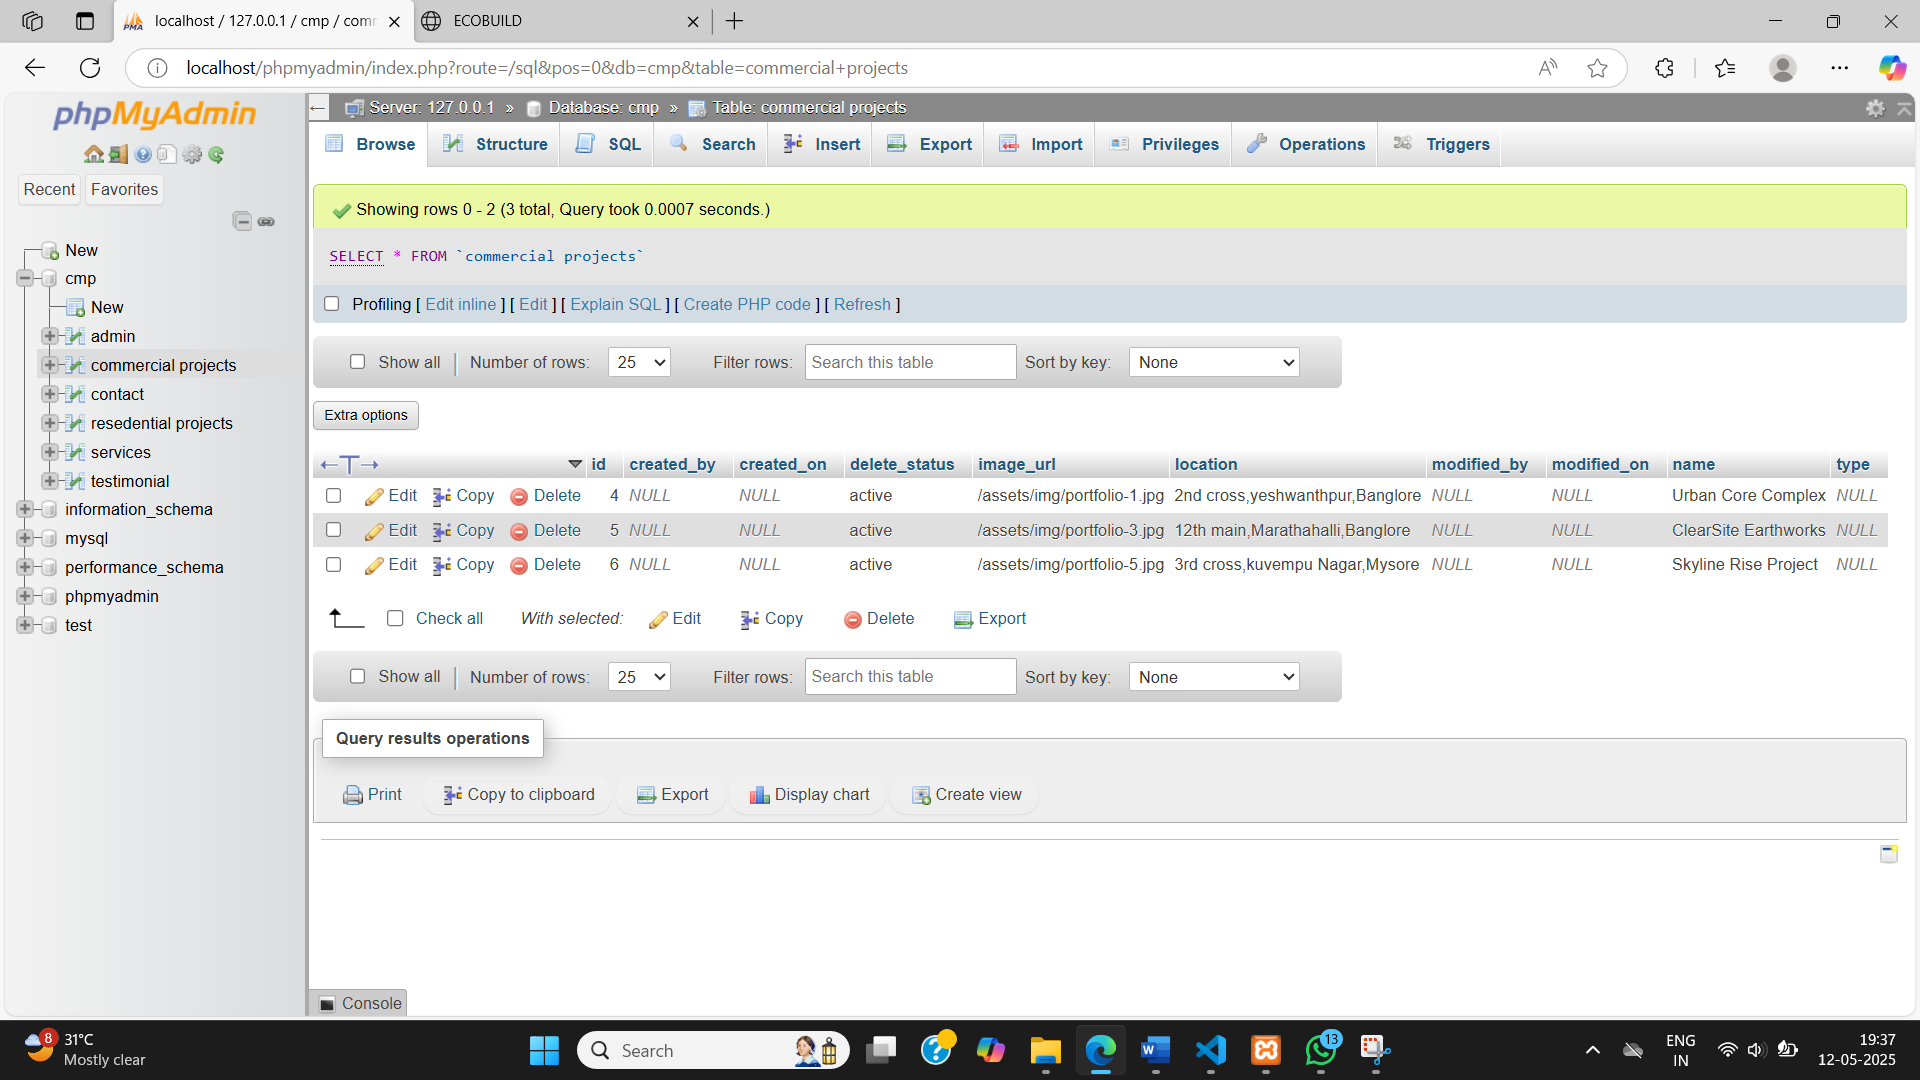 localhost / 127.0.0.1 / cmp / comm
ECOBUILD
localhost/phpmyadmin/index.php?route=/sql&pos=0&db=cmp&table=commercial+projects
phpMyAdmin
Recent Favorites
New
cmp
New
admin
commercial projects
contact
resedential projects
services
testimonial
information_schema
mysql
performance_schema
phpmyadmin
test
Server: 127.0.0.1 » Database: cmp » Table: commercial projects
Browse Structure SQL Search Insert Export Import Privileges Operations Triggers
Showing rows 0 - 2 (3 total, Query took 0.0007 seconds.)
SELECT * FROM `commercial projects`
Profiling [ Edit inline ] [ Edit ] [ Explain SQL ] [ Create PHP code ] [ Refresh ]
Show all Number of rows: 25 Filter rows: Search this table Sort by key: None
Extra options
←T→ id created_by created_on delete_status image_url location modified_by modified_on name type
Edit Copy Delete 4 NULL NULL active /assets/img/portfolio-1.jpg 2nd cross,yeshwanthpur,Banglore NULL NULL Urban Core Complex NULL
Edit Copy Delete 5 NULL NULL active /assets/img/portfolio-3.jpg 12th main,Marathahalli,Banglore NULL NULL ClearSite Earthworks NULL
Edit Copy Delete 6 NULL NULL active /assets/img/portfolio-5.jpg 3rd cross,kuvempu Nagar,Mysore NULL NULL Skyline Rise Project NULL
Check all With selected: Edit Copy Delete Export
Show all Number of rows: 25 Filter rows: Search this table Sort by key: None
Query results operations
Print Copy to clipboard Export Display chart Create view
Console
8
31°C
Mostly clear
Search
13
ENG
IN
19:37
12-05-2025